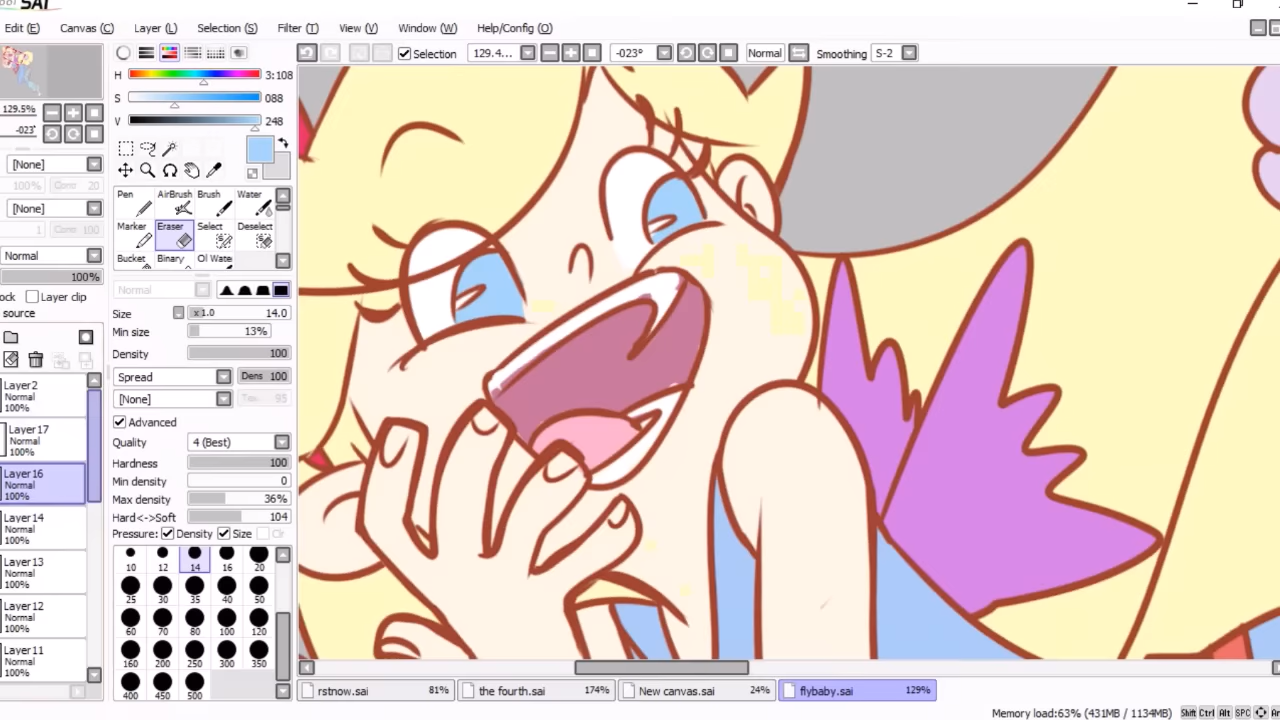 SAI
Edit (E) Canvas (C) Layer (L) Selection (S) Filter (T) View (V) Window (W) Help/Config (O)
Selection 129.4... -023° Normal Smoothing S-2
H 3:108
S 088
V 248
129.5%
-023°
[None]
100% 20
[None]
1
Normal
100%
Layer clip
source
Layer2
Normal
100%
Layer17
Normal
100%
Layer16
Normal
100%
Layer14
Normal
100%
Layer13
Normal
100%
Layer12
Normal
100%
Layer11
Normal
100%
Pen AirBrush Brush Water
Marker Eraser Select Deselect
Bucket Binary Ol Wate
Normal
Size x1.0 14.0
Min size 13%
Density 100
Spread Dens 100
[None] 95
Advanced
Quality 4 (Best)
Hardness 100
Min density 0
Max density 36%
Hard<->Soft 104
Pressure: Density Size
10 12 14 16 20
25 30 35 40 50
60 70 80 100 120
160 200 250 300 350
400 450 500
rstnow.sai 81% the fourth.sai 174% New canvas.sai 24% flybaby.sai 129%
Memory load:63% (431MB / 1134MB) Shift Ctrl Alt SPC